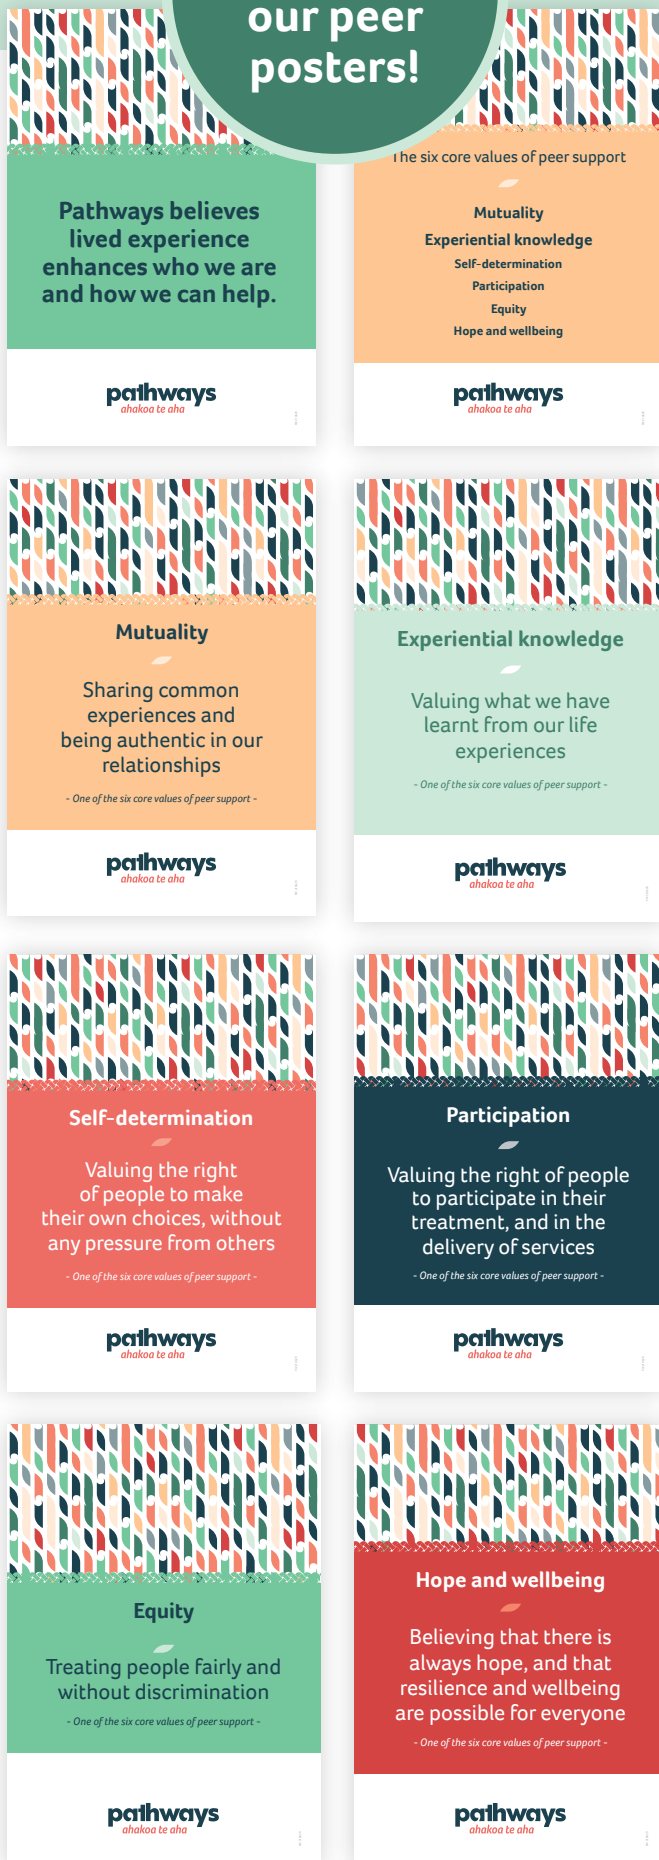 our peer
posters!
Pathways believes
lived experience
enhances who we are
and how we can help.
pathways
ahakoa te aha
The six core values of peer support
Mutuality
Experiential knowledge
Self-determination
Participation
Equity
Hope and wellbeing
pathways
ahakoa te aha
Mutuality
Sharing common
experiences and
being authentic in our
relationships
- One of the six core values of peer support -
pathways
ahakoa te aha
Experiential knowledge
Valuing what we have
learnt from our life
experiences
- One of the six core values of peer support -
pathways
ahakoa te aha
Self-determination
Valuing the right
of people to make
their own choices, without
any pressure from others
- One of the six core values of peer support -
pathways
ahakoa te aha
Participation
Valuing the right of people
to participate in their
treatment, and in the
delivery of services
- One of the six core values of peer support -
pathways
ahakoa te aha
Equity
Treating people fairly and
without discrimination
- One of the six core values of peer support -
pathways
ahakoa te aha
Hope and wellbeing
Believing that there is
always hope, and that
resilience and wellbeing
are possible for everyone
- One of the six core values of peer support -
pathways
ahakoa te aha